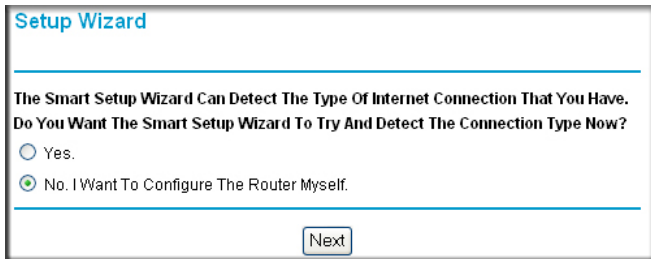 Setup Wizard
The Smart Setup Wizard Can Detect The Type Of Internet Connection That You Have.
Do You Want The Smart Setup Wizard To Try And Detect The Connection Type Now?
Yes.
No. I Want To Configure The Router Myself.
Next